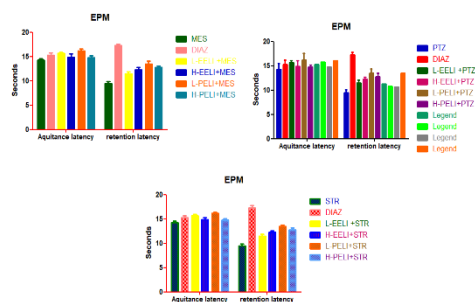 EPM
Seconds
20
15
10
5
0
Aquitance latency retention latency
MES
DIAZ
L-EELI+MES
H-EELI+MES
L-PELI+MES
H-PELI+MES
EPM
Seconds
20
15
10
5
0
Aquitance latency retention latency
PTZ
DIAZ
L-EELI +PTZ
H-EELI+PTZ
L-PELI+PTZ
H-PELI+PTZ
Legend
Legend
Legend
Legend
EPM
Seconds
20
15
10
5
0
Aquitance latency retention latency
STR
DIAZ
L-EELI+STR
H-EELI+STR
L-PELI+STR
H-PELI+STR